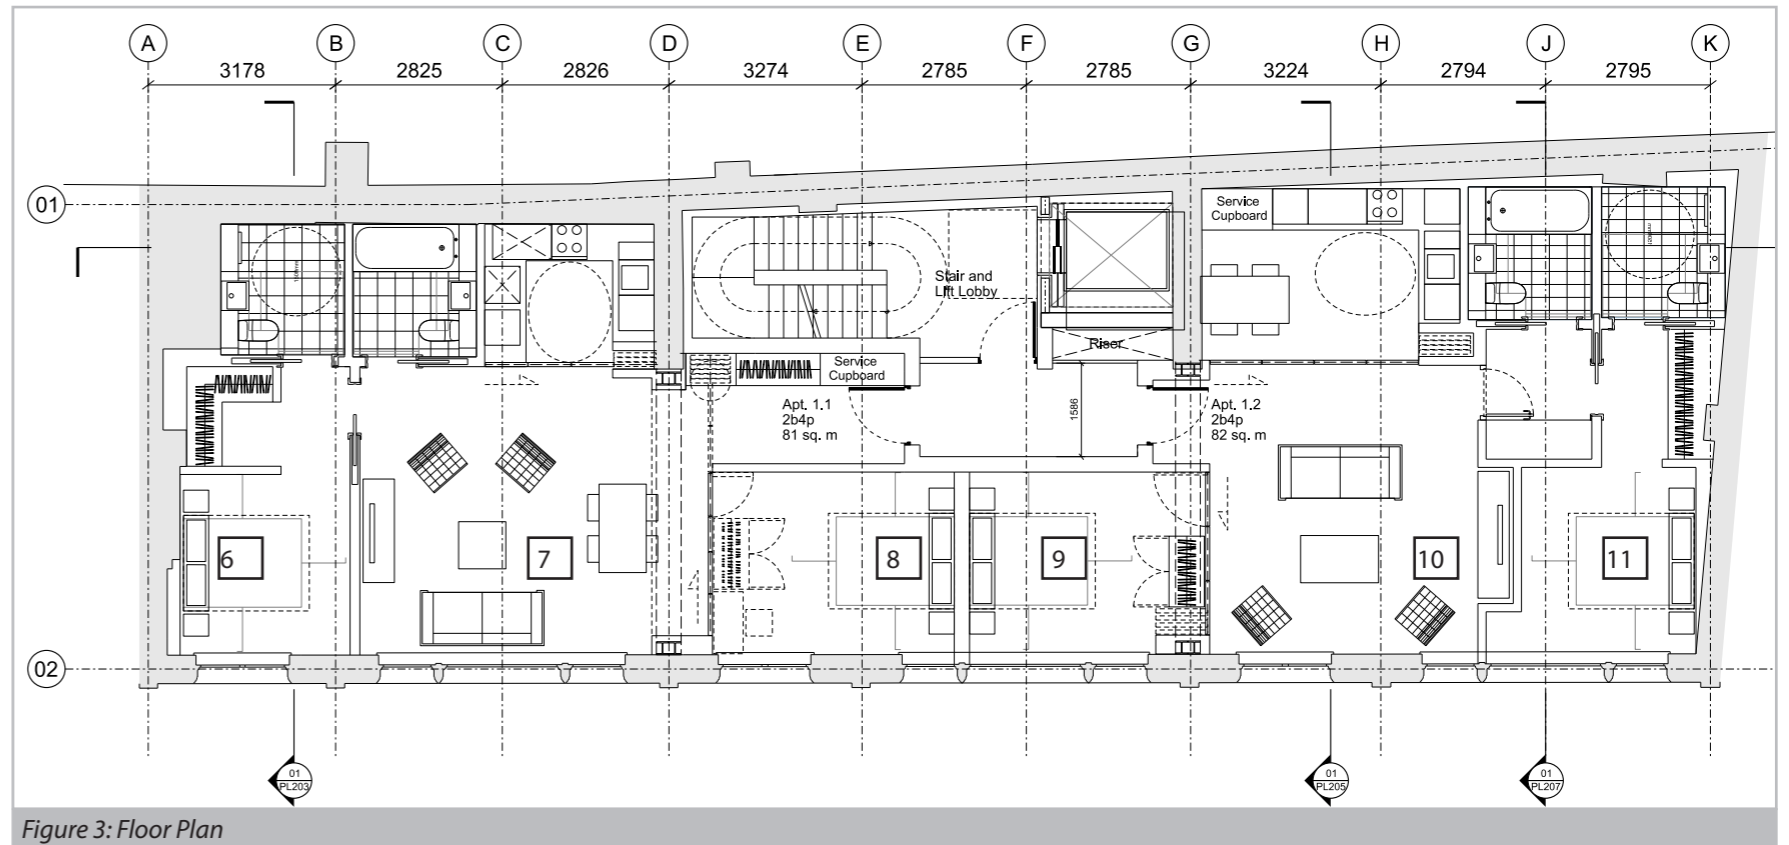 A B C D E F G H J K
3178 2825 2826 3274 2785 2785 3224 2794 2795
01
Service
Cupboard
Stair and
Lift Lobby
Riser
Service
Cupboard
Apt. 1.1
2b4p
81 sq. m
1586
Apt. 1.2
2b4p
82 sq. m
6 7 8 9 10 11
02
01
PL203
01
PL205
01
PL207
Figure 3: Floor Plan